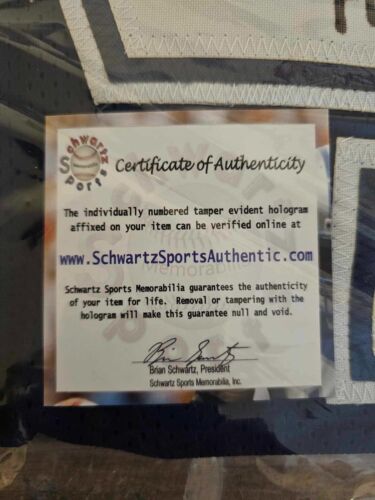 Schwartz
Sports
Certificate of Authenticity
The individually numbered tamper evident hologram
affixed on your item can be verified online at
www.SchwartzSportsAuthentic.com
Memorabilia
Schwartz Sports Memorabilia guarantees the authenticity
of your item for life. Removal or tampering with the
hologram will make this guarantee null and void.
Brian Schwartz, President
Schwartz Sports Memorabilia, Inc.